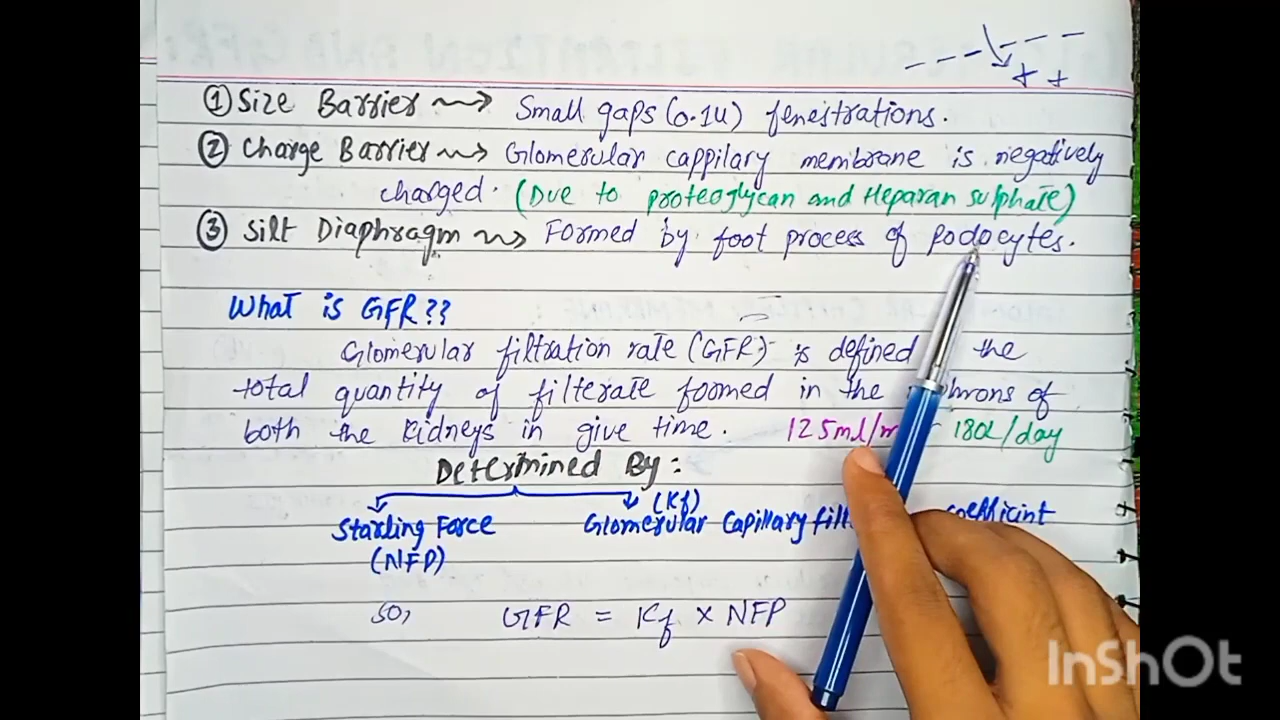 ① Size Barrier ⟿ Small gaps (0.1u) fenestrations.
② Charge Barrier ⟿ Glomerular cappilary membrane is negatively
charged. (Due to proteoglycan and Heparan sulphate)
③ Silt Diaphragm ⟿ Formed by foot process of Podocytes.
What is GFR??
Glomerular filtration rate (GFR) is defined the
total quantity of filterate foomed in the of
both the Kidneys in give time. 125ml/ 180L/day
Determined By:
Starling Force (Kf)
(NFP) Glomerular Capillary coefficint
so, GFR = Kf × NFP
InShOt